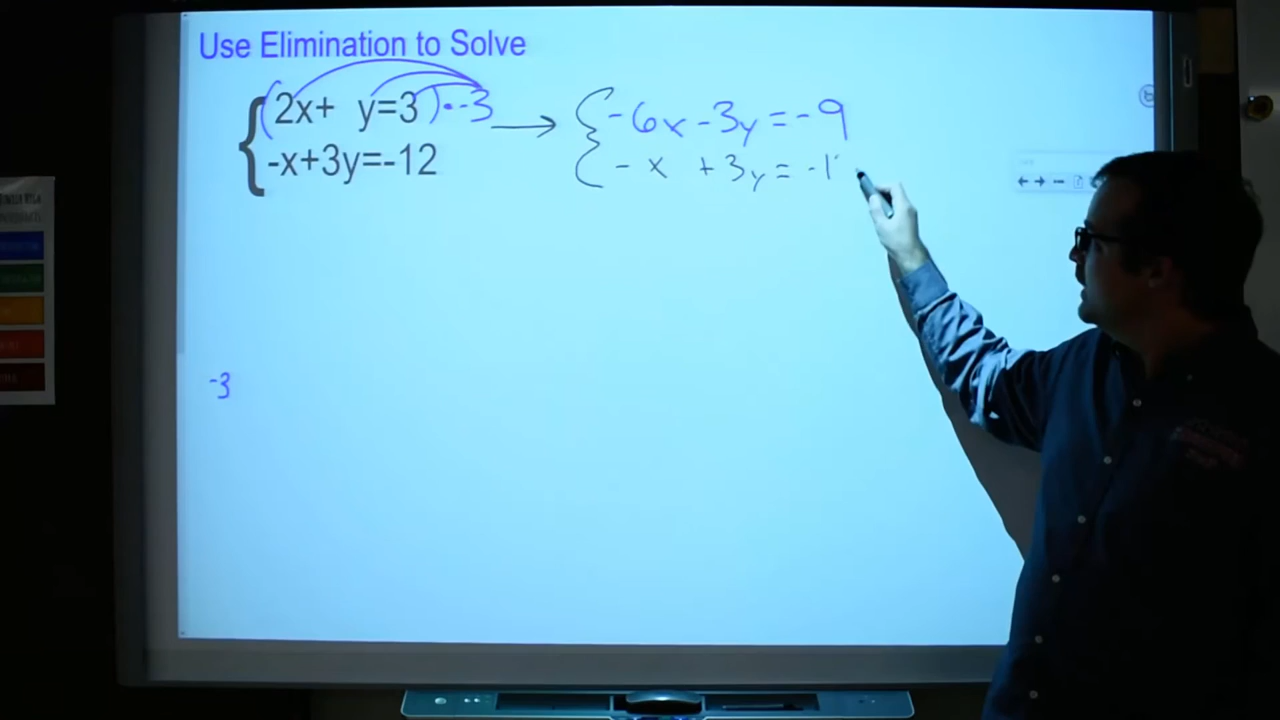 Use Elimination to Solve
(2x+ y=3)·-3 → -6x-3y=-9
-x+3y=-12 -x +3y=-1
-3